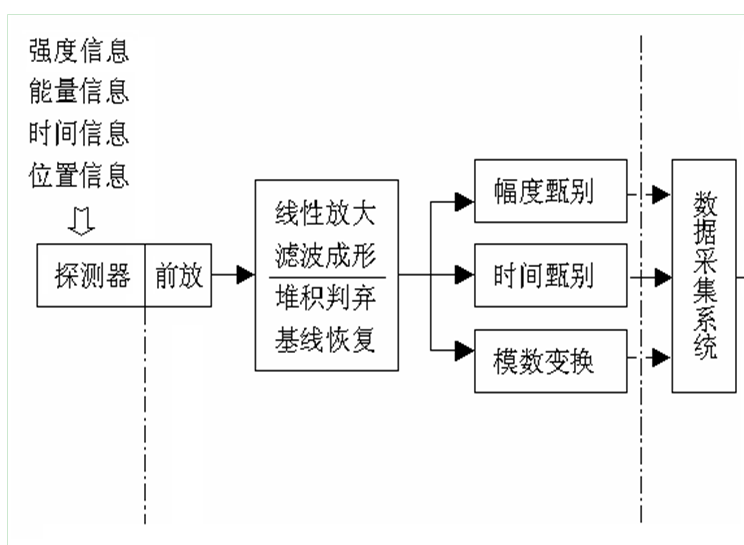 强度信息
能量信息
时间信息
位置信息
探测器
前放
线性放大
滤波成形
堆积判弃
基线恢复
幅度甄别
时间甄别
模数变换
数据采集系统